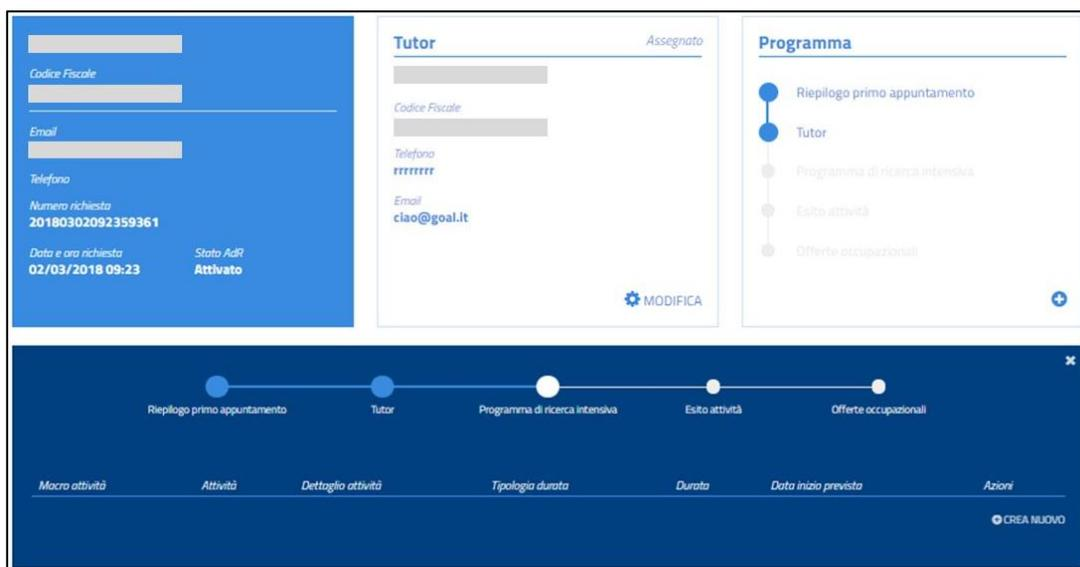 Codice Fiscale
Email
Telefono
Numero richiesta
20180302092359361
Data e ora richiesta Stato AdR
02/03/2018 09:23 Attivato
Tutor Assegnato
Codice Fiscale
Telefono
rrrrrrrr
Email
ciao@goal.it
MODIFICA
Programma
Riepilogo primo appuntamento
Tutor
Programma di ricerca intensiva
Esito attività
Offerte occupazionali
Riepilogo primo appuntamento Tutor Programma di ricerca intensiva Esito attività Offerte occupazionali
Macro attività Attività Dettaglio attività Tipologia durata Durata Data inizio prevista Azioni
CREA NUOVO